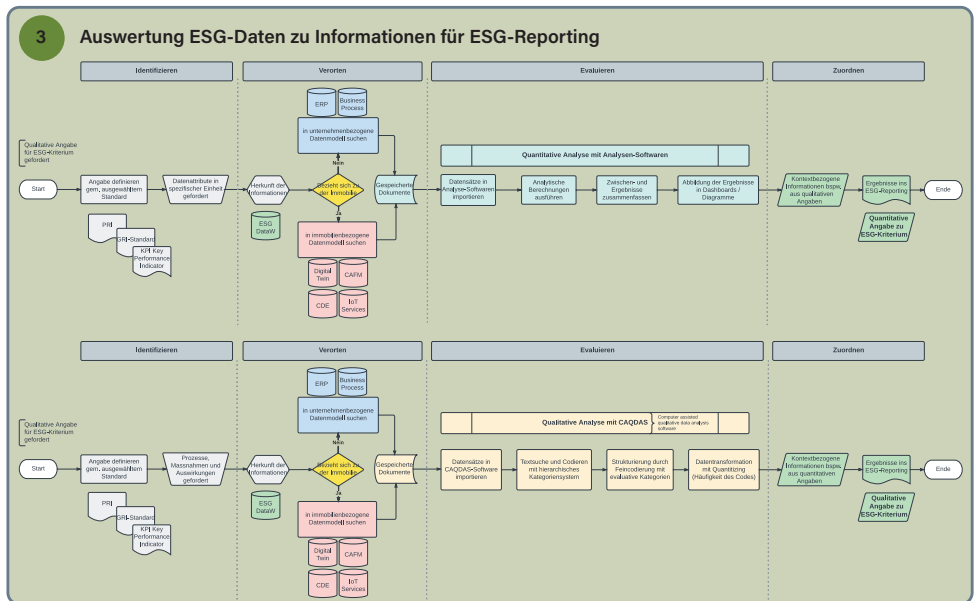 3
Auswertung ESG-Daten zu Informationen für ESG-Reporting
Identifizieren
Verorten
Evaluieren
Zuordnen
Qualitative Angabe
für ESG-Kriterium
gefordert
Start
Angabe definieren
gem. ausgewähltem
Standard
Datenattribute in
spezifischer Einheit
gefordert
PRI
GRI-Standard
KPI Key
Performance
Indicator
Herkunft der
Informationen
ESG
DataW
ERP
Business
Process
in unternehmenbezogene
Datenmodell suchen
Nein
Bezieht sich zu
der Immobilie
Ja
in immobilienbezogene
Datenmodell suchen
Digital
Twin
CAFM
CDE
IoT
Services
Gespeicherte
Dokumente
Quantitative Analyse mit Analysen-Softwaren
Datensätze in
Analyse-Softwaren
importieren
Analytische
Berechnungen
ausführen
Zwischen- und
Ergebnisse
zusammenfassen
Abbildung der Ergebnisse
in Dashboards /
Diagramme
Kontextbezogene
Informationen bspw.
aus qualitativen
Angaben
Ergebnisse ins
ESG-Reporting
Quantitative
Angabe zu
ESG-Kriterium
Ende
Identifizieren
Verorten
Evaluieren
Zuordnen
Qualitative Angabe
für ESG-Kriterium
gefordert
Start
Angabe definieren
gem. ausgewähltem
Standard
Prozesse,
Massnahmen und
Auswirkungen
gefordert
PRI
GRI-Standard
KPI Key
Performance
Indicator
Herkunft der
Informationen
ESG
DataW
ERP
Business
Process
in unternehmenbezogene
Datenmodell suchen
Nein
Bezieht sich zu
der Immobilie
Ja
in immobilienbezogene
Datenmodell suchen
Digital
Twin
CAFM
CDE
IoT
Services
Gespeicherte
Dokumente
Qualitative Analyse mit CAQDAS
Computer assisted
qualitative data analysis
software
Datensätze in
CAQDAS-Software
importieren
Textsuche und Codieren
mit hierarchisches
Kategoriensystem
Strukturierung durch
Feincodierung mit
evaluative Kategorien
Datentransformation
mit Quantitizing
(Häufigkeit des Codes)
Kontextbezogene
Informationen bspw.
aus quantitativen
Angaben
Ergebnisse ins
ESG-Reporting
Qualitative
Angabe zu
ESG-Kriterium
Ende